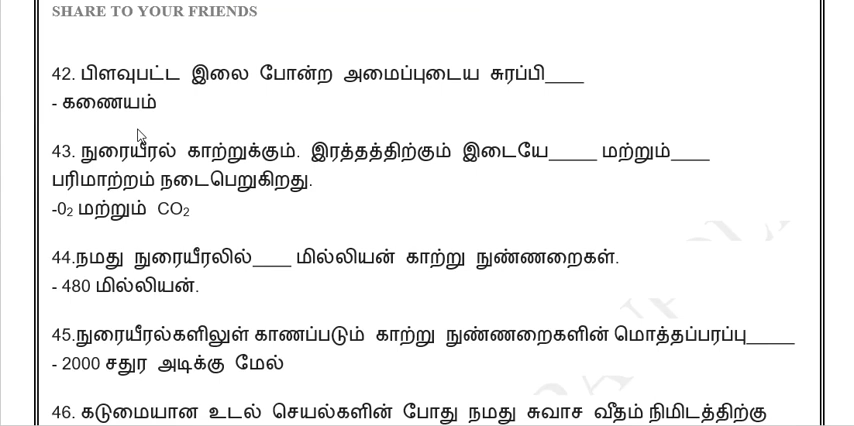 SHARE TO YOUR FRIENDS
42. பிளவுபட்ட இலை போன்ற அமைப்புடைய சுரப்பி____
- கணையம்
43. நுரையீரல் காற்றுக்கும். இரத்தத்திற்கும் இடையே_____ மற்றும்____
பரிமாற்றம் நடைபெறுகிறது.
-0₂ மற்றும் CO₂
44.நமது நுரையீரலில்____ மில்லியன் காற்று நுண்ணறைகள்.
- 480 மில்லியன்.
45.நுரையீரல்களிலுள் காணப்படும் காற்று நுண்ணறைகளின் மொத்தப்பரப்பு_____
- 2000 சதுர அடிக்கு மேல்
46. கடுமையான உடல் செயல்களின் போது நமது சுவாச வீதம் நிமிடத்திற்கு